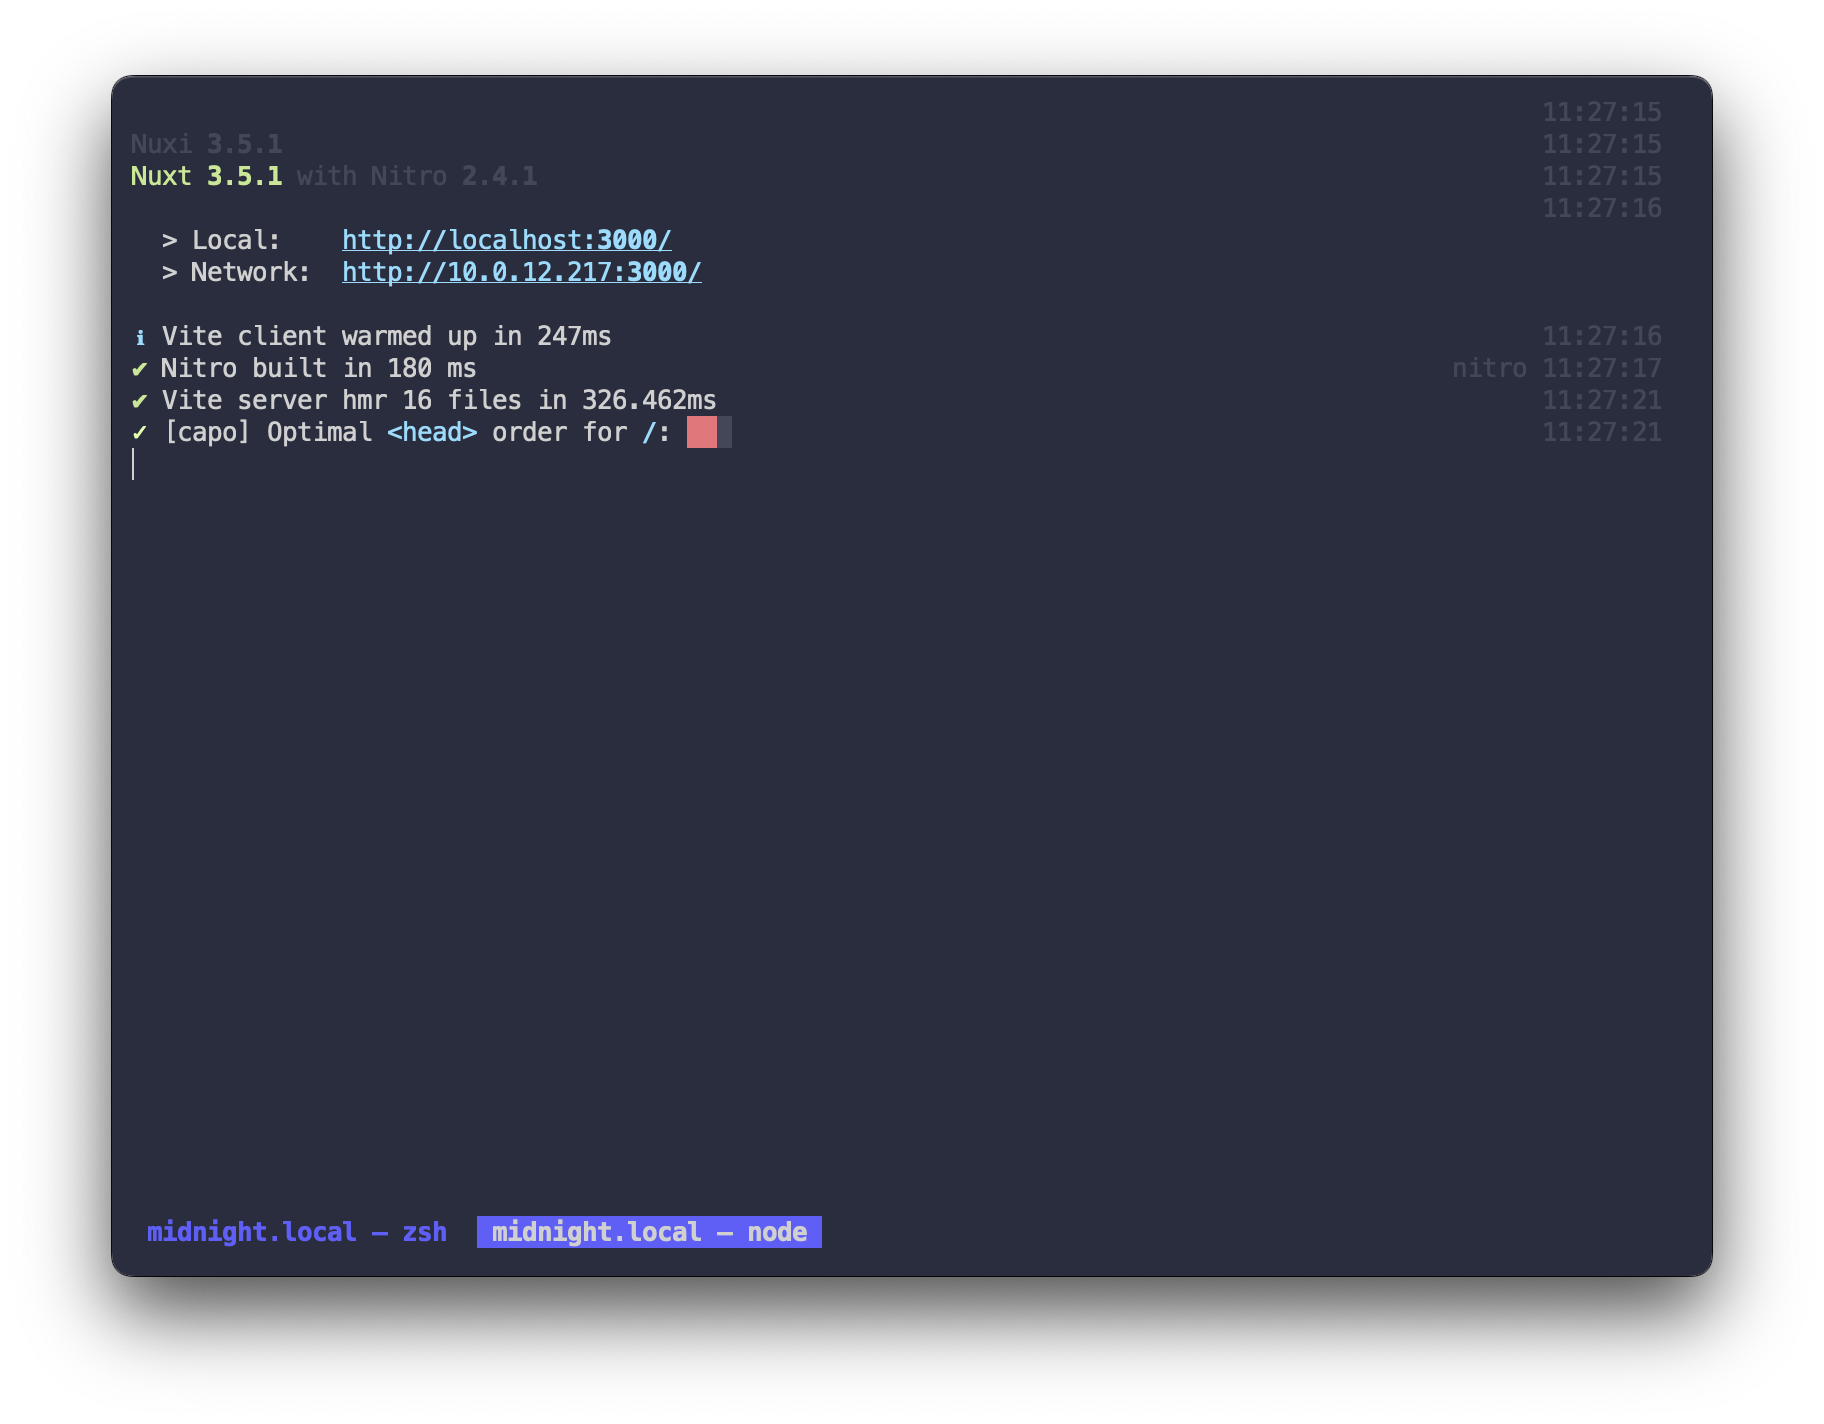 11:27:15
Nuxi 3.5.1 11:27:15
Nuxt 3.5.1 with Nitro 2.4.1 11:27:15
11:27:16
> Local: http://localhost:3000/
> Network: http://10.0.12.217:3000/
ℹ Vite client warmed up in 247ms 11:27:16
✔ Nitro built in 180 ms nitro 11:27:17
✔ Vite server hmr 16 files in 326.462ms 11:27:21
✓ [capo] Optimal <head> order for /: 11:27:21
midnight.local — zsh midnight.local — node